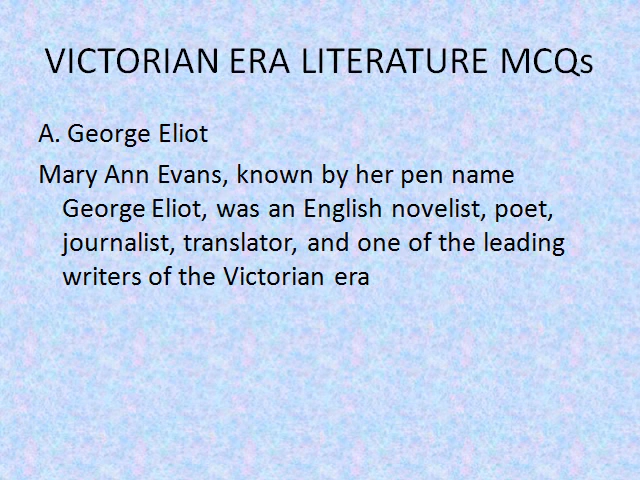 VICTORIAN ERA LITERATURE MCQs
A. George Eliot
Mary Ann Evans, known by her pen name
George Eliot, was an English novelist, poet,
journalist, translator, and one of the leading
writers of the Victorian era